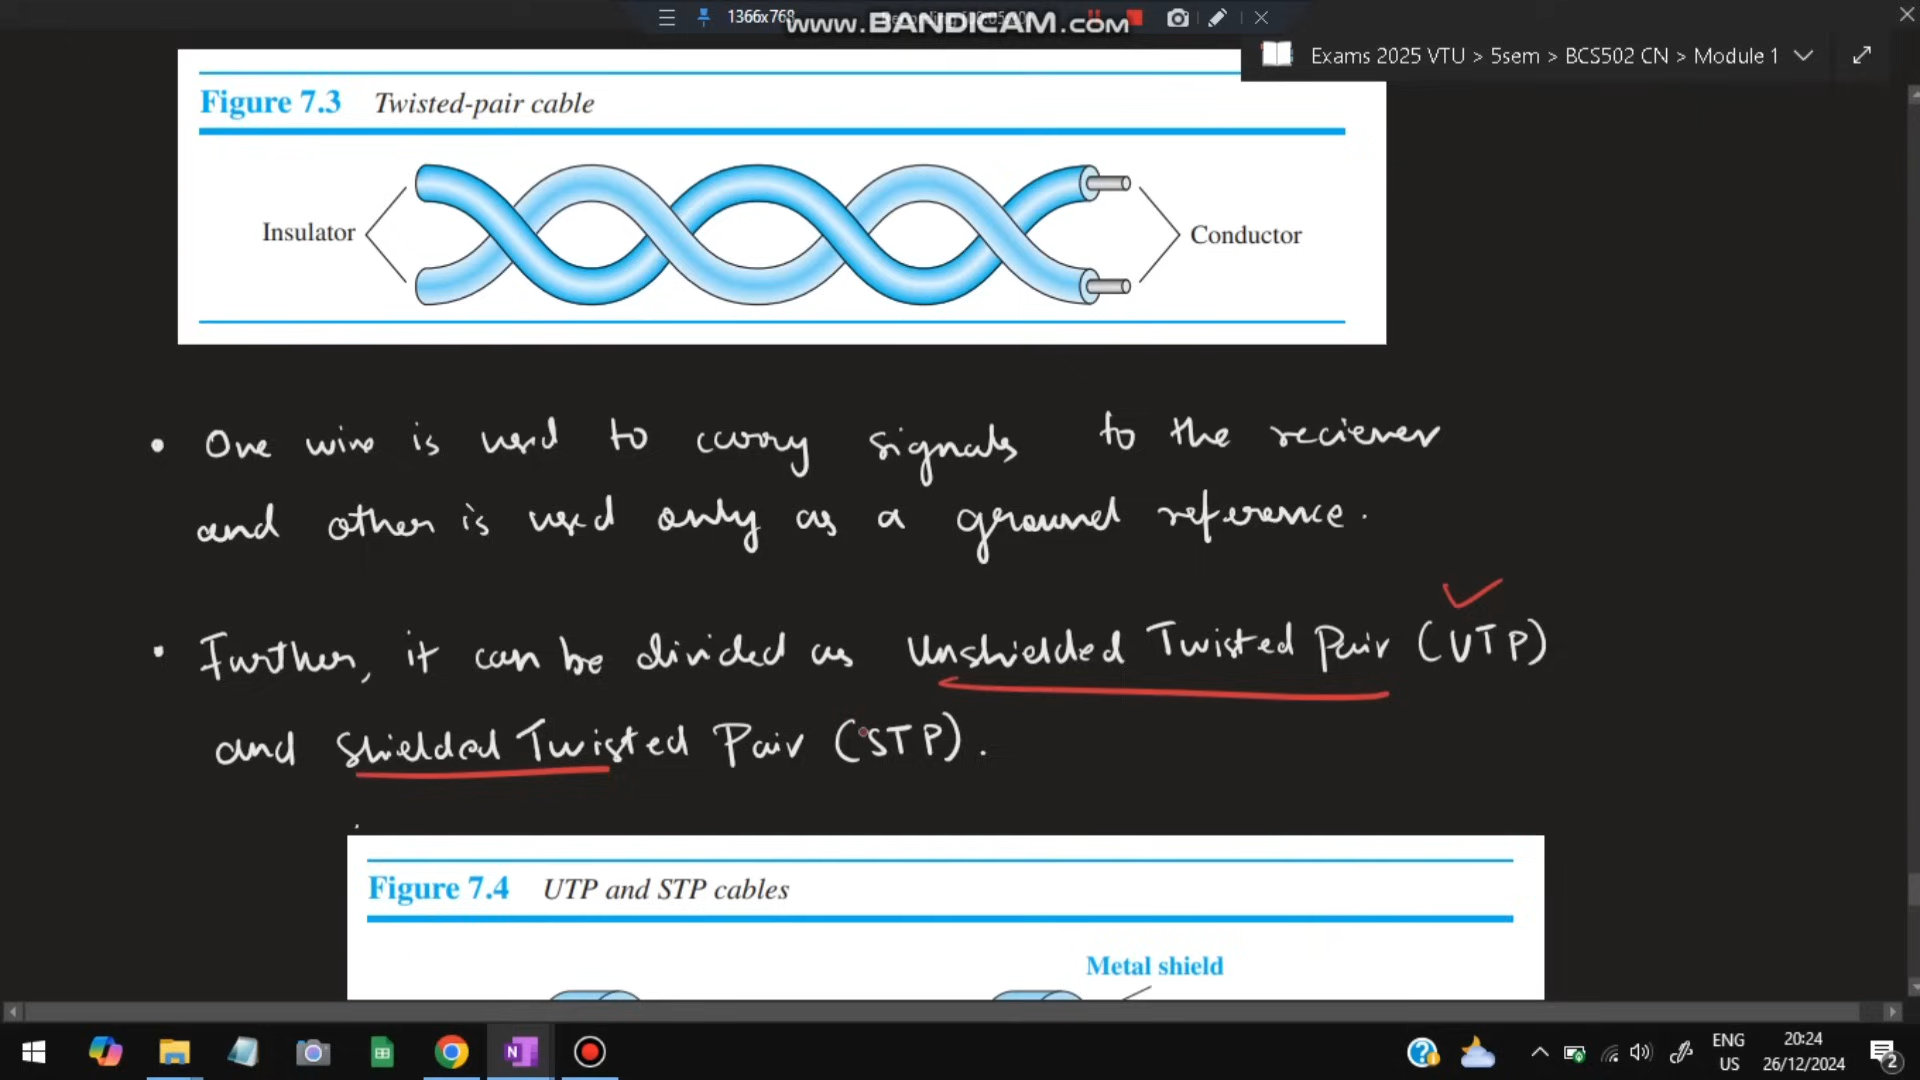 1366x768
www.BANDICAM.com
Exams 2025 VTU > 5sem > BCS502 CN > Module 1
Figure 7.3 Twisted-pair cable
Insulator
Conductor
• One wire is used to carry signals to the reciever
and other is used only as a ground reference.
• Further, it can be divided as Unshielded Twisted Pair (UTP)
and Shielded Twisted Pair (STP).
Figure 7.4 UTP and STP cables
Metal shield
ENG
US
20:24
26/12/2024
2